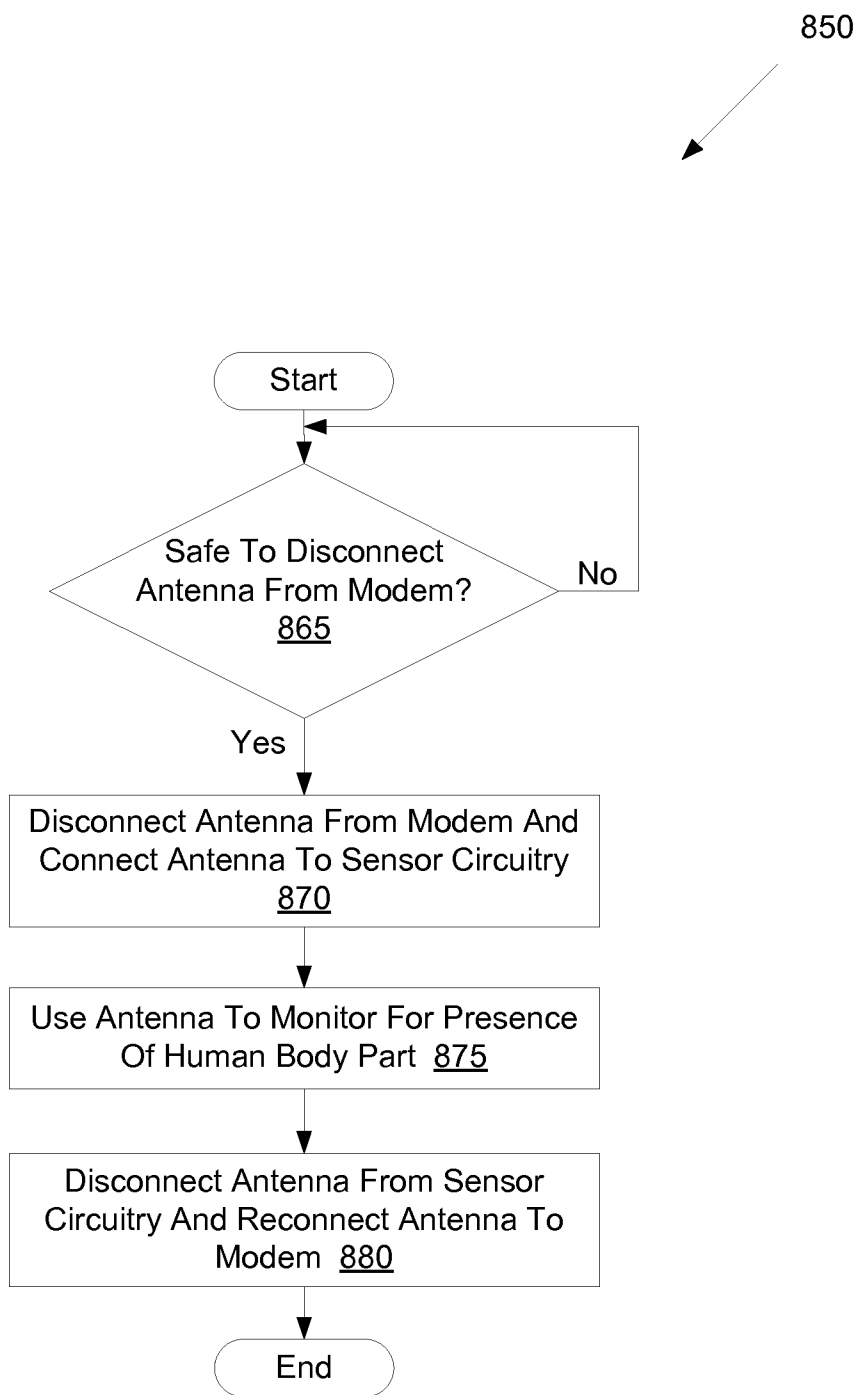 850
Start
Safe To Disconnect
Antenna From Modem?
865
No
Yes
Disconnect Antenna From Modem And
Connect Antenna To Sensor Circuitry
870
Use Antenna To Monitor For Presence
Of Human Body Part 875
Disconnect Antenna From Sensor
Circuitry And Reconnect Antenna To
Modem 880
End